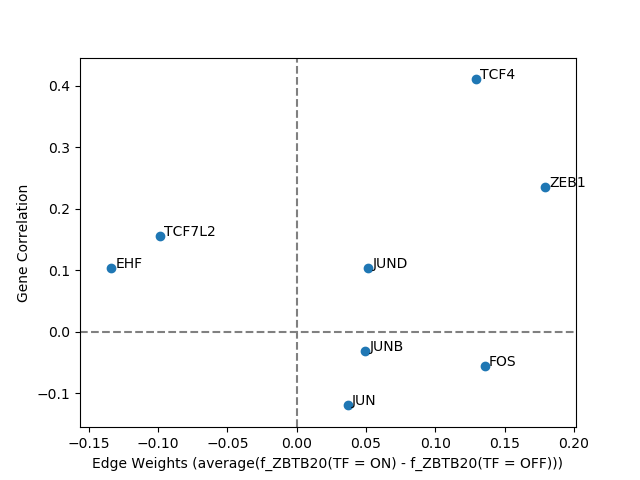 TCF4
0.4
0.3
ZEB1
Gene Correlation
0.2
TCF7L2
EHF
JUND
0.1
0.0
JUNB
FOS
−0.1
JUN
−0.15 −0.10 −0.05 0.00 0.05 0.10 0.15 0.20
Edge Weights (average(f_ZBTB20(TF = ON) - f_ZBTB20(TF = OFF)))